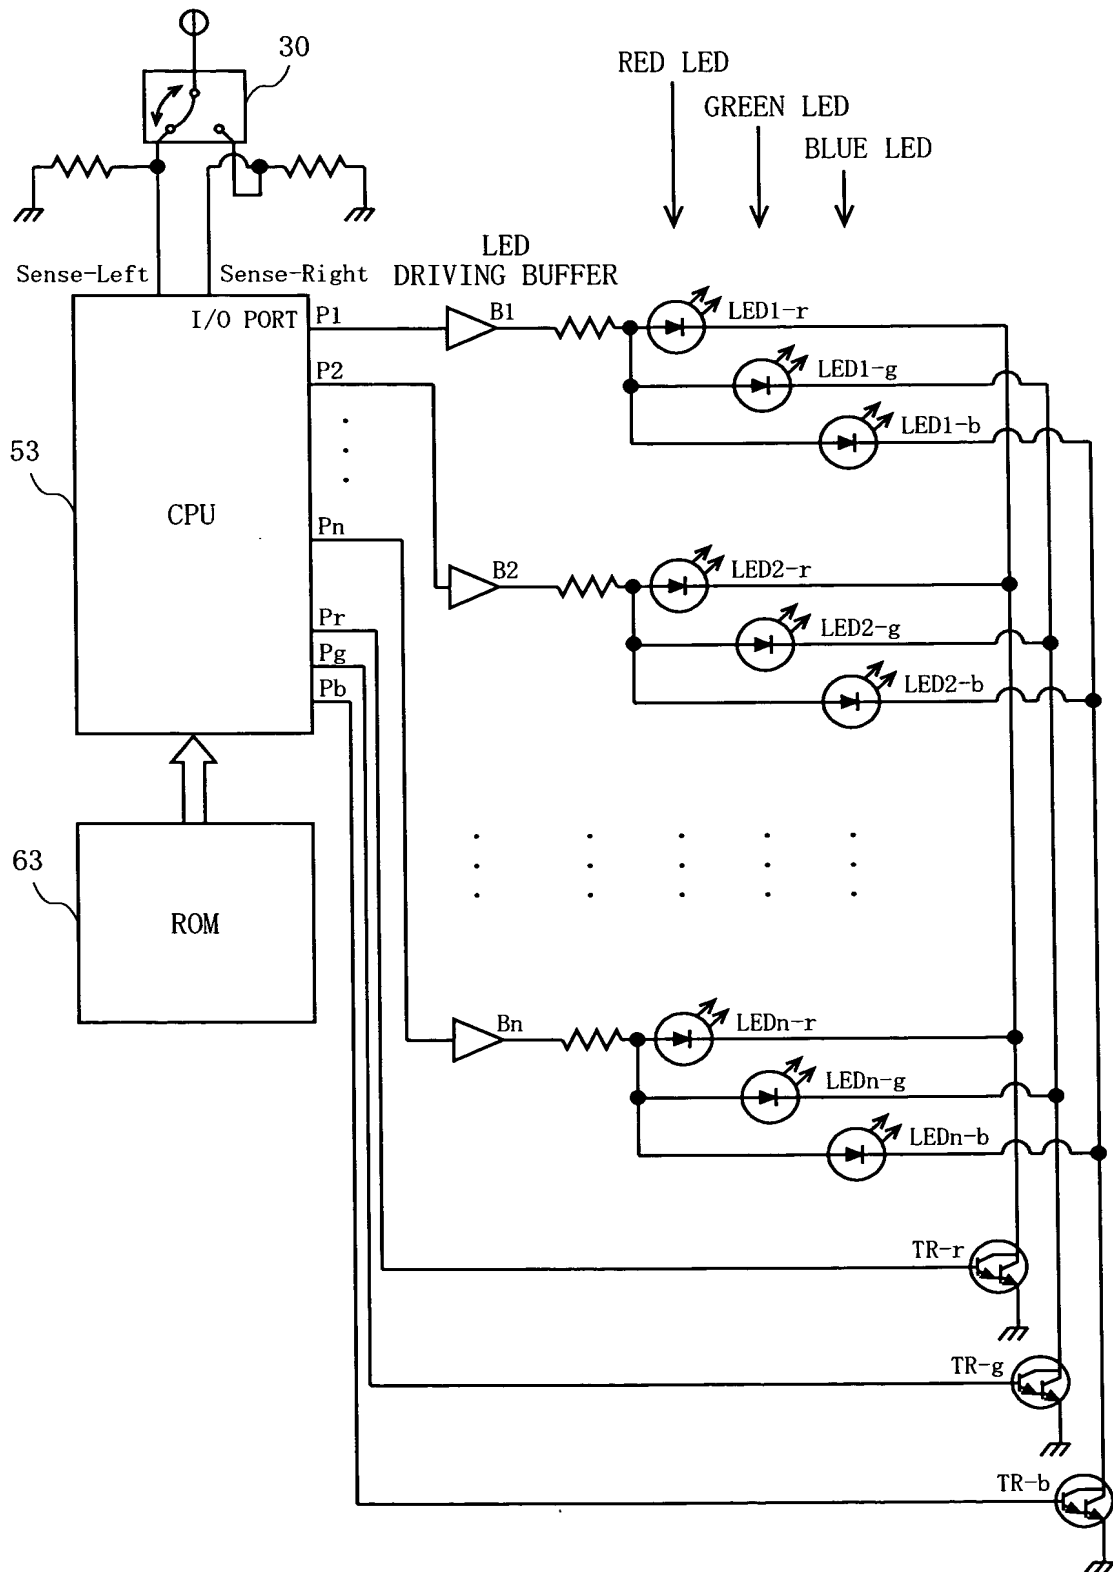 30
RED LED
GREEN LED
BLUE LED
Sense-Left
Sense-Right
LED
DRIVING BUFFER
I/O PORT
P1
B1
LED1-r
P2
LED1-g
LED1-b
53
CPU
Pn
B2
LED2-r
Pr
LED2-g
Pg
Pb
LED2-b
63
ROM
Bn
LEDn-r
LEDn-g
LEDn-b
TR-r
TR-g
TR-b